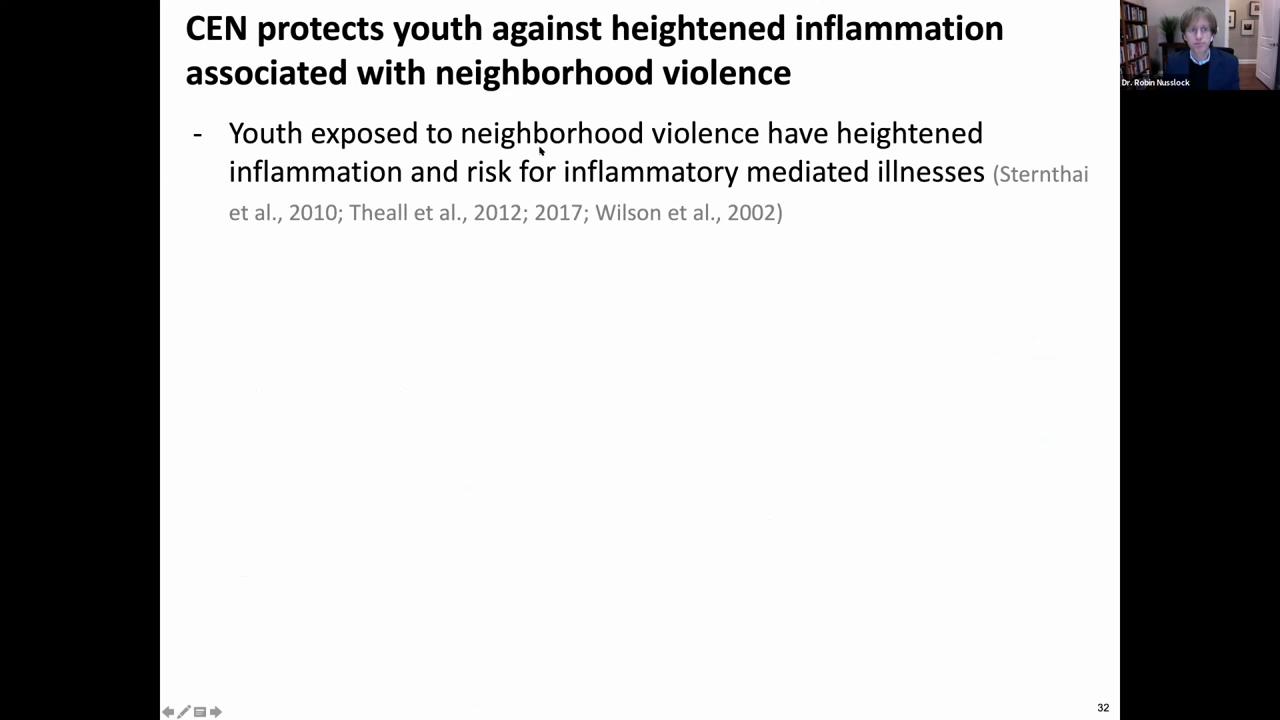 CEN protects youth against heightened inflammation
associated with neighborhood violence
- Youth exposed to neighborhood violence have heightened
inflammation and risk for inflammatory mediated illnesses (Sternthai
et al., 2010; Theall et al., 2012; 2017; Wilson et al., 2002)
Dr. Robin Nusslock
32